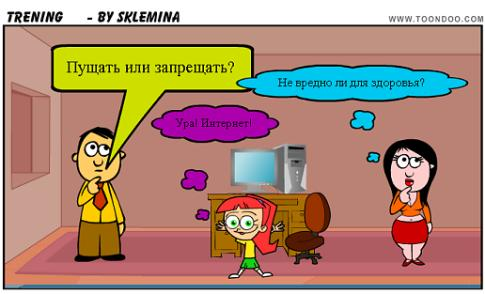 TRENING - BY SKLEMINA
WWW.TOONDOO.COM
Пущать или запрещать?
Не вредно ли для здоровья?
Ура! Интернет!